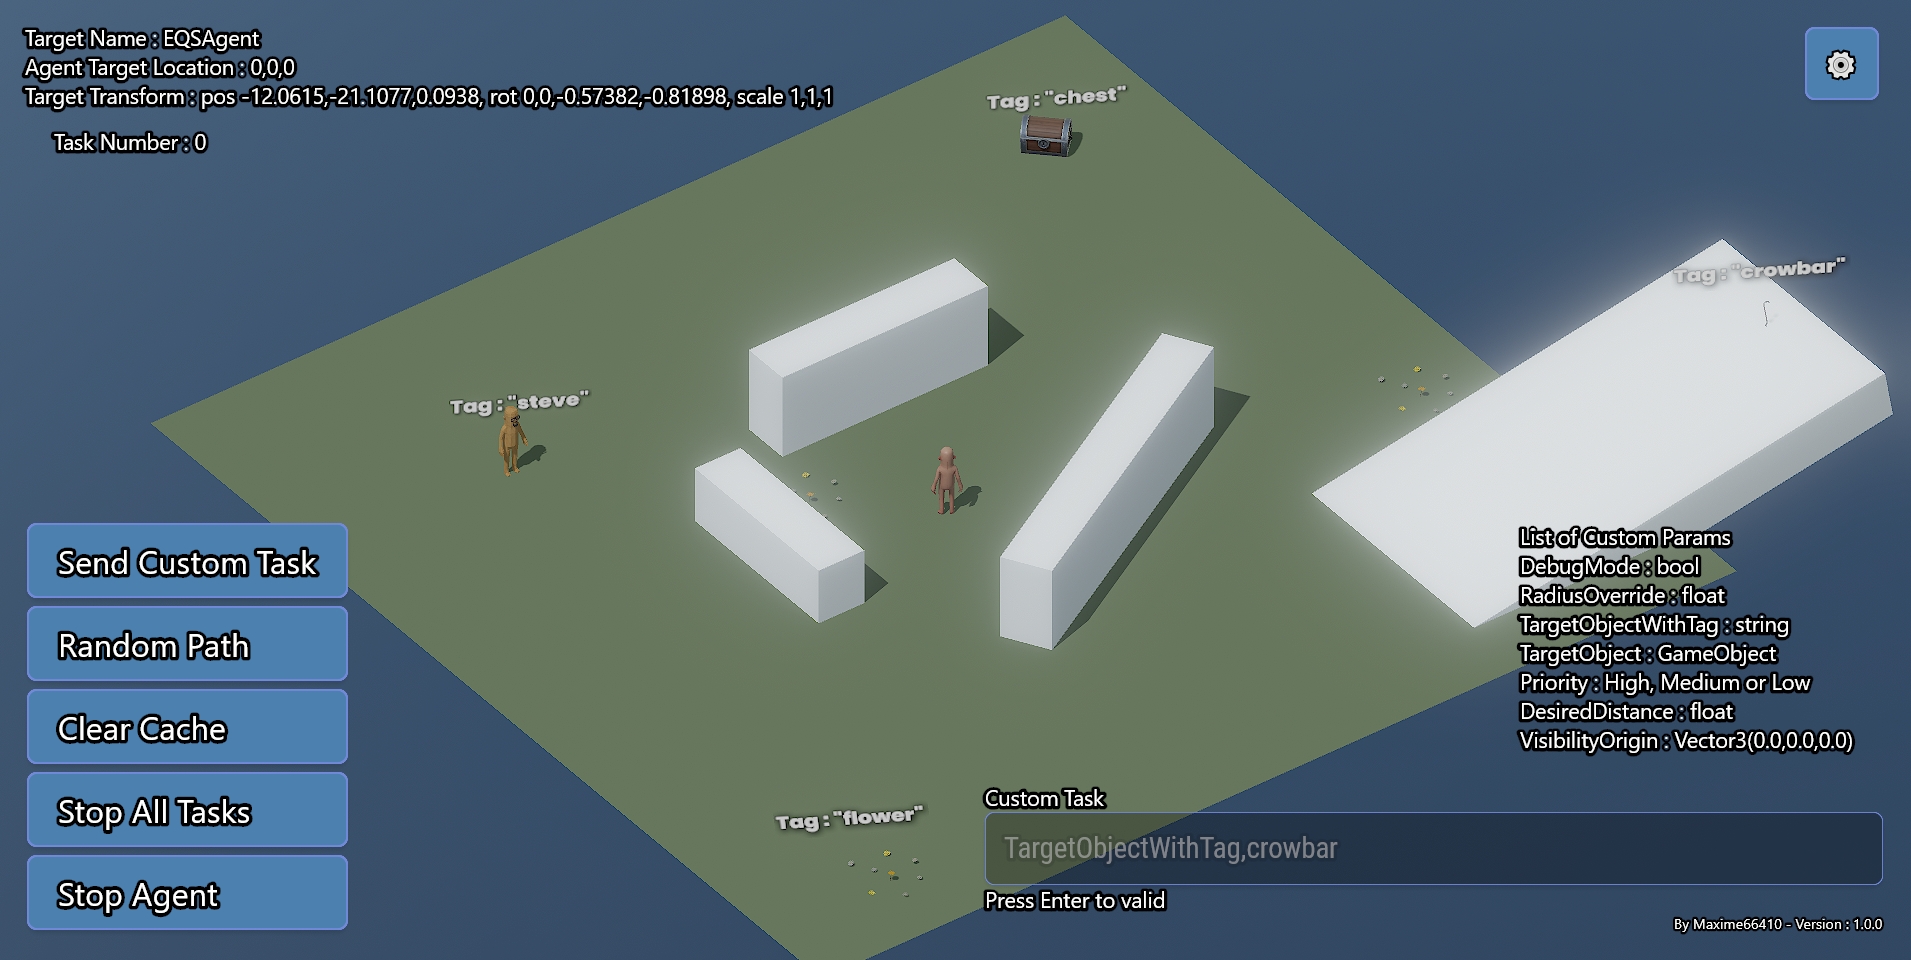 Target Name : EQSAgent
Agent Target Location : 0,0,0
Target Transform : pos -12.0615,-21.1077,0.0938, rot 0,0,-0.57382,-0.81898, scale 1,1,1
Task Number : 0
Tag : "chest"
Tag : "crowbar"
Tag : "steve"
Send Custom Task
Random Path
Clear Cache
Stop All Tasks
Stop Agent
List of Custom Params
DebugMode : bool
RadiusOverride : float
TargetObjectWithTag : string
TargetObject : GameObject
Priority : High, Medium or Low
DesiredDistance : float
VisibilityOrigin : Vector3(0.0,0.0,0.0)
Tag : "flower"
Custom Task
TargetObjectWithTag,crowbar
Press Enter to valid
By Maxime66410 - Version : 1.0.0